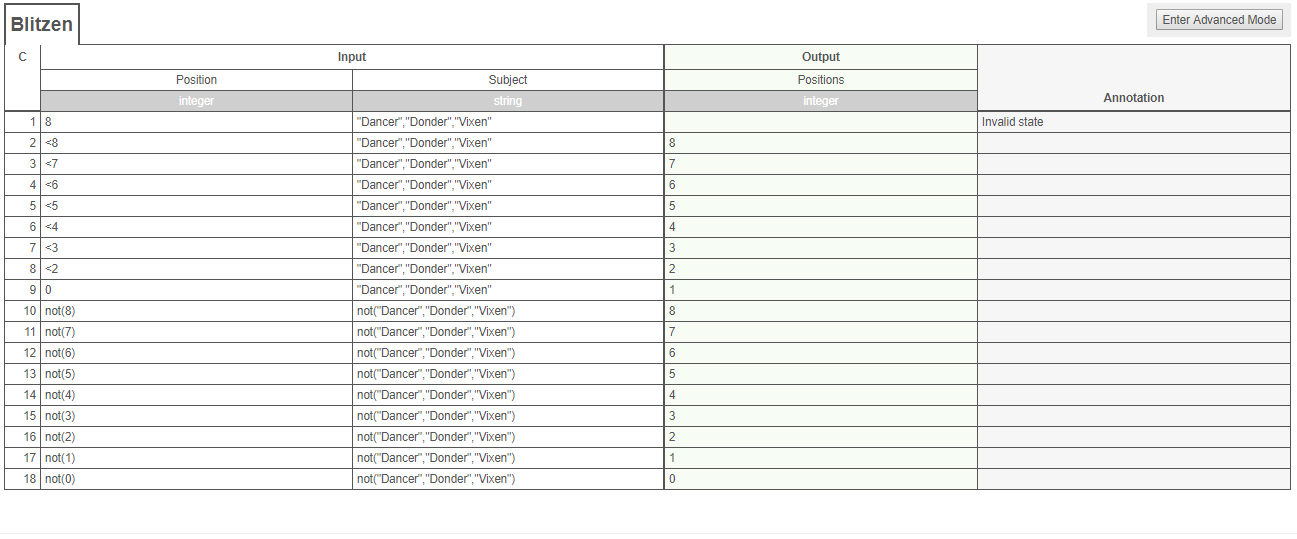 Blitzen
Enter Advanced Mode
C Input Output
Position Subject Positions
Annotation
integer string integer
1 8 "Dancer","Donder","Vixen" Invalid state
2 <8 "Dancer","Donder","Vixen" 8
3 <7 "Dancer","Donder","Vixen" 7
4 <6 "Dancer","Donder","Vixen" 6
5 <5 "Dancer","Donder","Vixen" 5
6 <4 "Dancer","Donder","Vixen" 4
7 <3 "Dancer","Donder","Vixen" 3
8 <2 "Dancer","Donder","Vixen" 2
9 0 "Dancer","Donder","Vixen" 1
10 not(8) not("Dancer","Donder","Vixen") 8
11 not(7) not("Dancer","Donder","Vixen") 7
12 not(6) not("Dancer","Donder","Vixen") 6
13 not(5) not("Dancer","Donder","Vixen") 5
14 not(4) not("Dancer","Donder","Vixen") 4
15 not(3) not("Dancer","Donder","Vixen") 3
16 not(2) not("Dancer","Donder","Vixen") 2
17 not(1) not("Dancer","Donder","Vixen") 1
18 not(0) not("Dancer","Donder","Vixen") 0